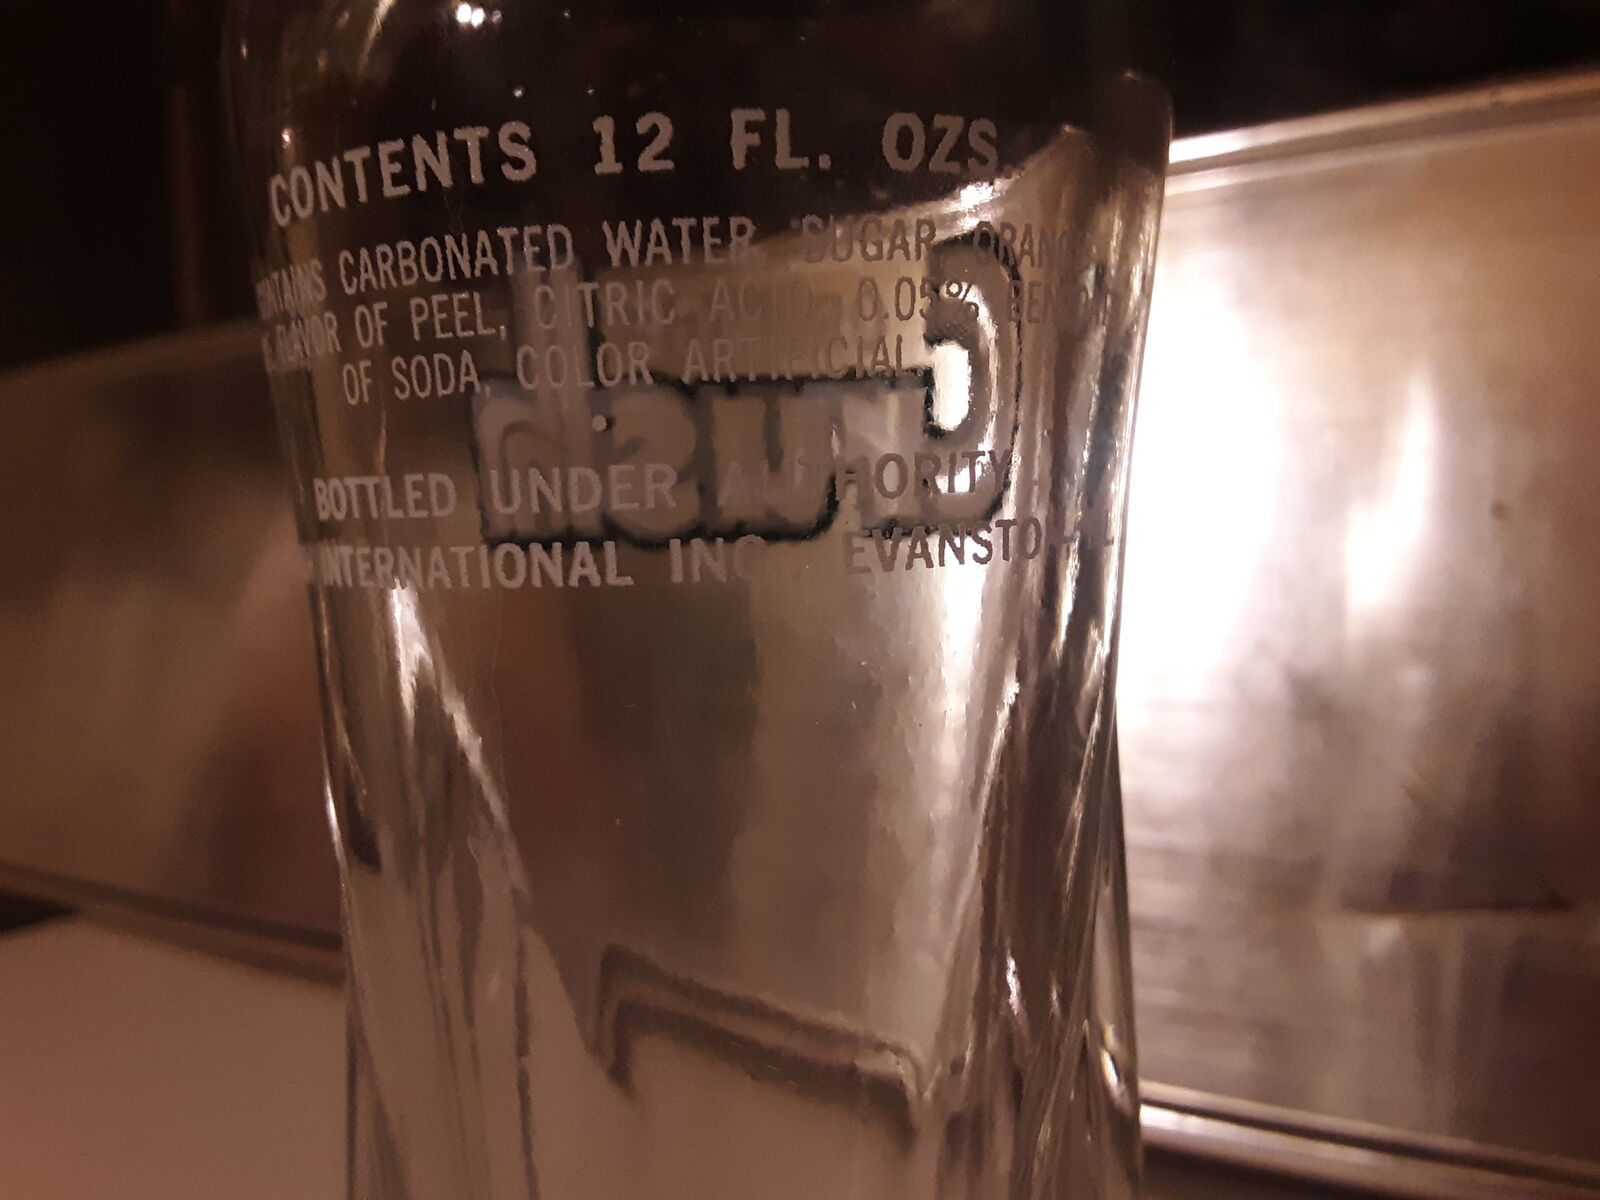 CONTENTS 12 FL. OZS.
CARBONATED WATER, SUGAR, ORANGE
FLAVOR OF PEEL, CITRIC ACID, 0.05%
OF SODA, COLOR ARTIFICIAL.
BOTTLED UNDER AUTHORITY
INTERNATIONAL INC. EVANSTON
Crush